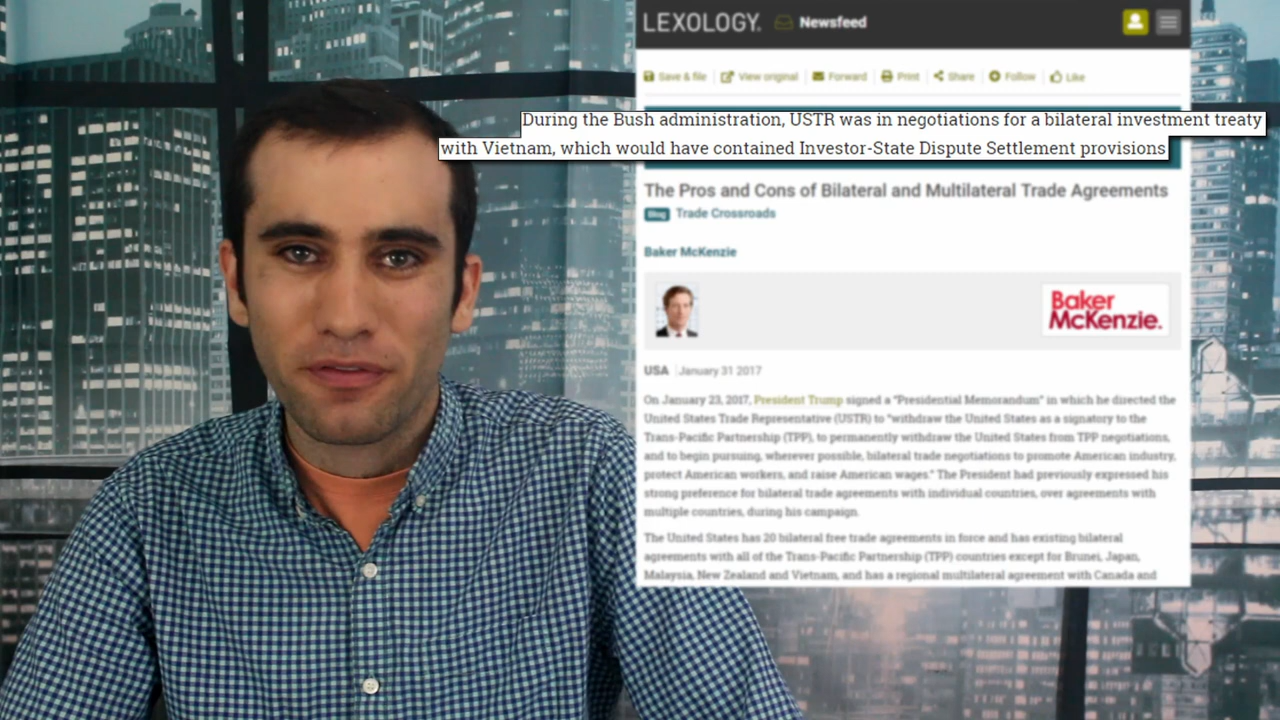 LEXOLOGY. Newsfeed
Save & file View original Forward Print Share Follow Like
During the Bush administration, USTR was in negotiations for a bilateral investment treaty
with Vietnam, which would have contained Investor-State Dispute Settlement provisions
The Pros and Cons of Bilateral and Multilateral Trade Agreements
Blog Trade Crossroads
Baker McKenzie
Baker
McKenzie.
USA January 31 2017
On January 23, 2017, President Trump signed a "Presidential Memorandum" in which he directed the
United States Trade Representative (USTR) to "withdraw the United States as a signatory to the
Trans-Pacific Partnership (TPP), to permanently withdraw the United States from TPP negotiations,
and to begin pursuing, wherever possible, bilateral trade negotiations to promote American industry,
protect American workers, and raise American wages." The President had previously expressed his
strong preference for bilateral trade agreements with individual countries, over agreements with
multiple countries, during his campaign.
The United States has 20 bilateral free trade agreements in force and has existing bilateral
agreements with all of the Trans-Pacific Partnership (TPP) countries except for Brunei, Japan,
Malaysia, New Zealand and Vietnam, and has a regional multilateral agreement with Canada and